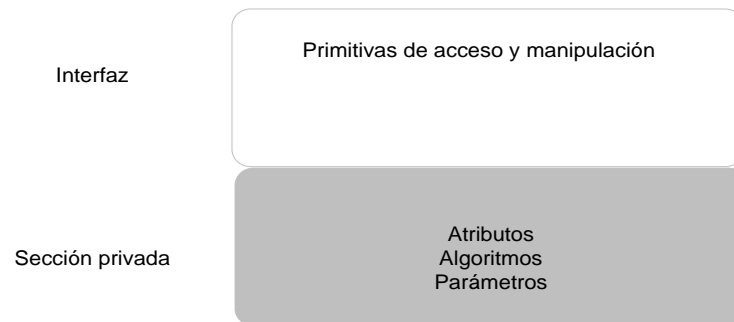 Primitivas de acceso y manipulación
Interfaz
Atributos
Sección privada
Algoritmos
Parámetros